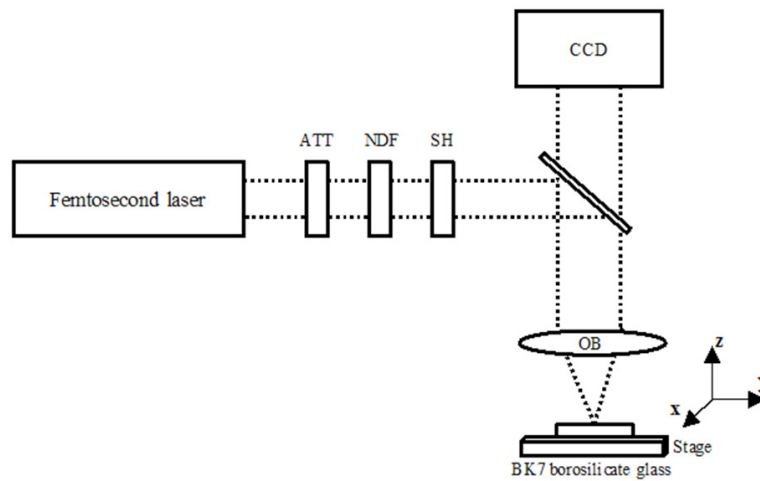 CCD
ATT NDF SH
Femtosecond laser
OB
z
y
x
Stage
BK7 borosilicate glass